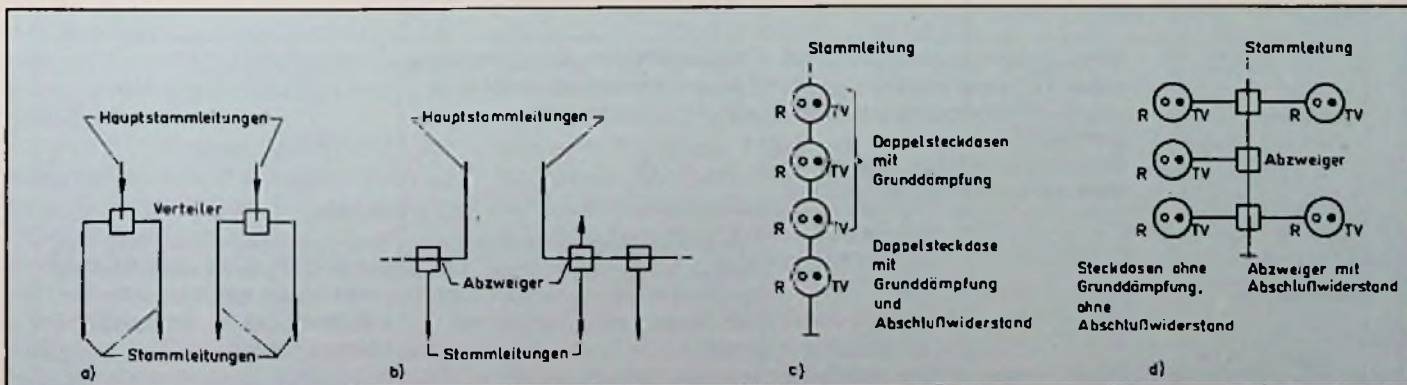 Hauptstammleitungen
Verteiler
Stammleitungen
a)
Hauptstammleitungen
Abzweiger
Stammleitungen
b)
Stammleitung
R TV
R TV
R TV
R TV
Doppelsteckdosen
mit
Grunddämpfung
Doppelsteckdose
mit
Grunddämpfung
und
Abschlußwiderstand
c)
Stammleitung
R TV R TV
R TV Abzweiger
R TV R TV
Steckdosen ohne
Grunddämpfung,
ohne
Abschlußwiderstand
Abzweiger mit
Abschlußwiderstand
d)